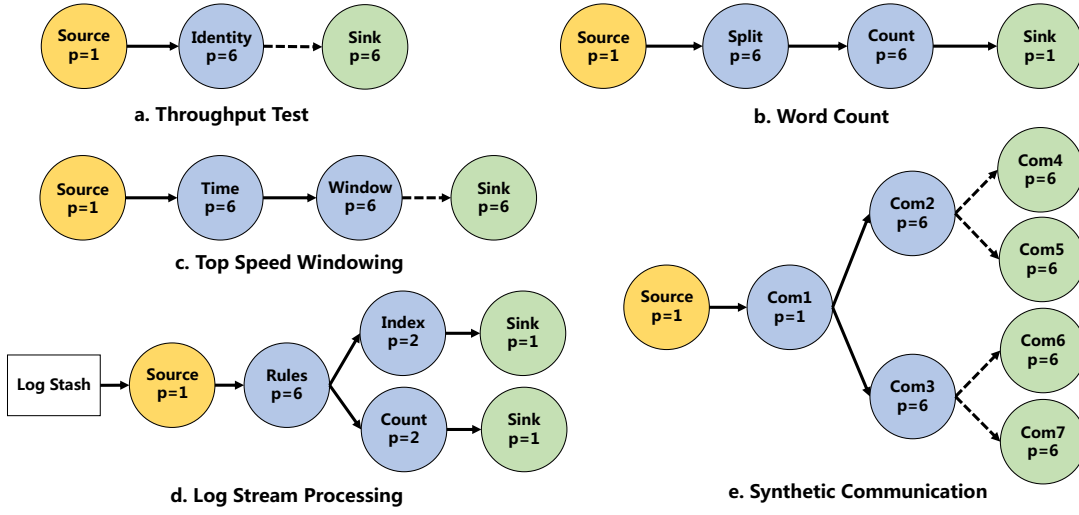 Source
p=1
Identity
p=6
Sink
p=6
a. Throughput Test
Source
p=1
Split
p=6
Count
p=6
Sink
p=1
b. Word Count
Source
p=1
Time
p=6
Window
p=6
Sink
p=6
c. Top Speed Windowing
Log Stash
Source
p=1
Rules
p=6
Index
p=2
Sink
p=1
Count
p=2
Sink
p=1
d. Log Stream Processing
Source
p=1
Com1
p=1
Com2
p=6
Com4
p=6
Com5
p=6
Com3
p=6
Com6
p=6
Com7
p=6
e. Synthetic Communication